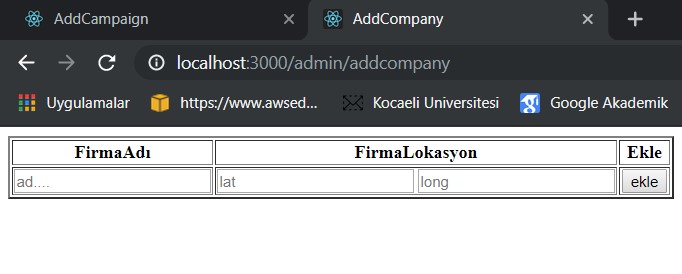 AddCampaign
AddCompany
localhost:3000/admin/addcompany
Uygulamalar
https://www.awsed...
Kocaeli Universitesi
Google Akademik
FirmaAdı FirmaLokasyon Ekle
ad.... lat long ekle